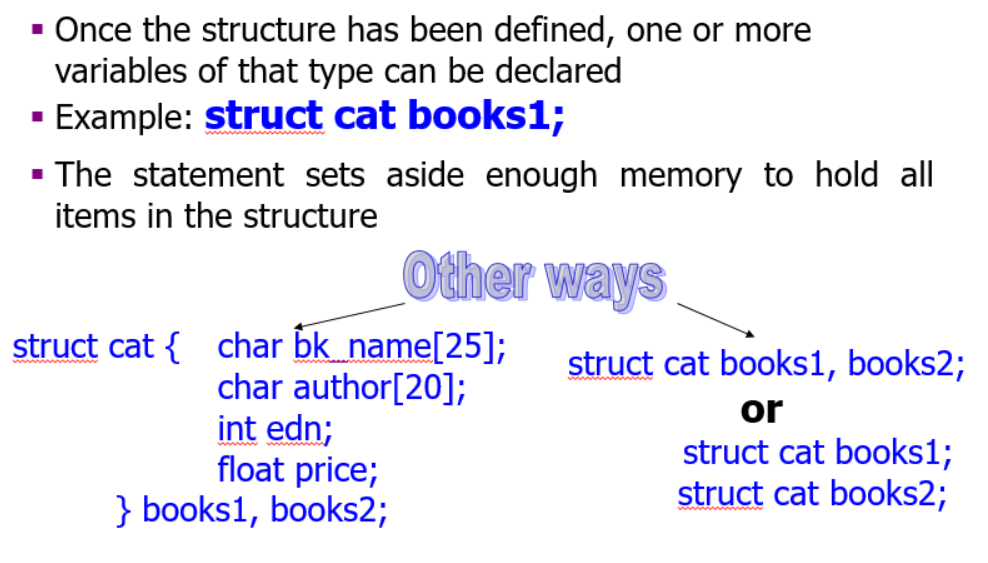 ▪ Once the structure has been defined, one or more
variables of that type can be declared
▪ Example: struct cat books1;
▪ The statement sets aside enough memory to hold all
items in the structure
Other ways
struct cat { char bk_name[25];
char author[20];
int edn;
float price;
} books1, books2;
struct cat books1, books2;
or
struct cat books1;
struct cat books2;